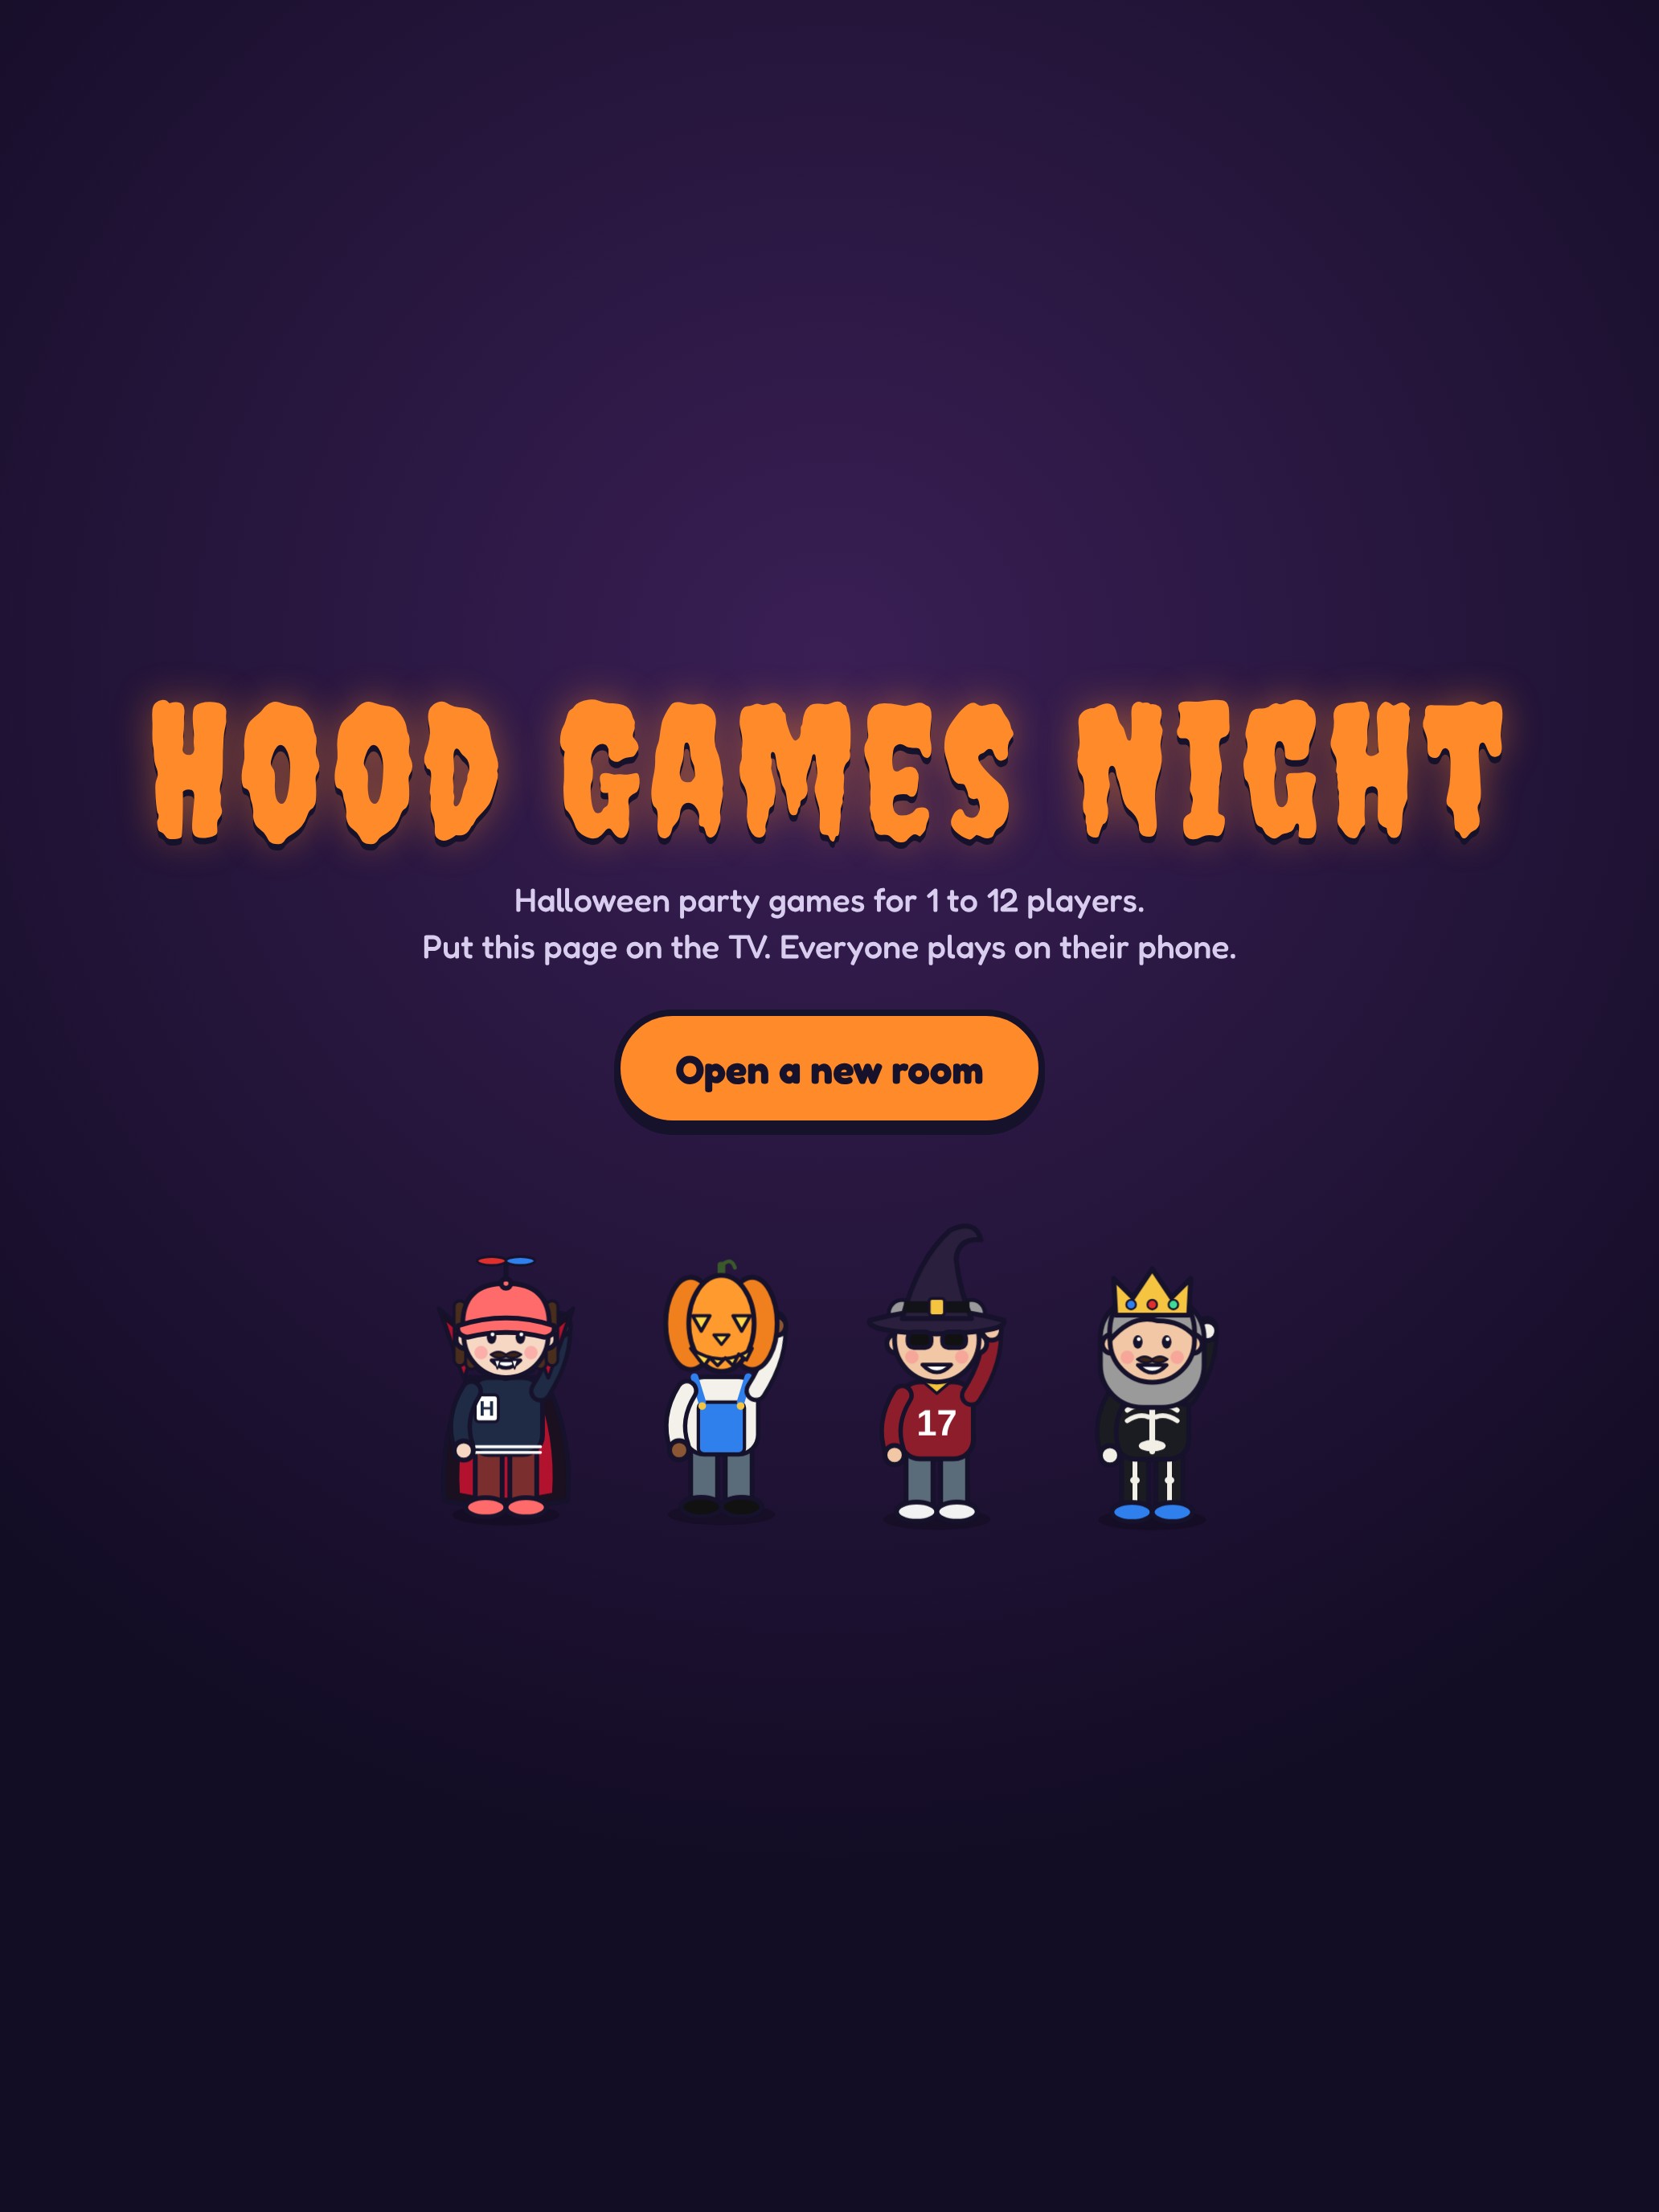 HOOD GAMES NIGHT
Halloween party games for 1 to 12 players.
Put this page on the TV. Everyone plays on their phone.
Open a new room
H
17